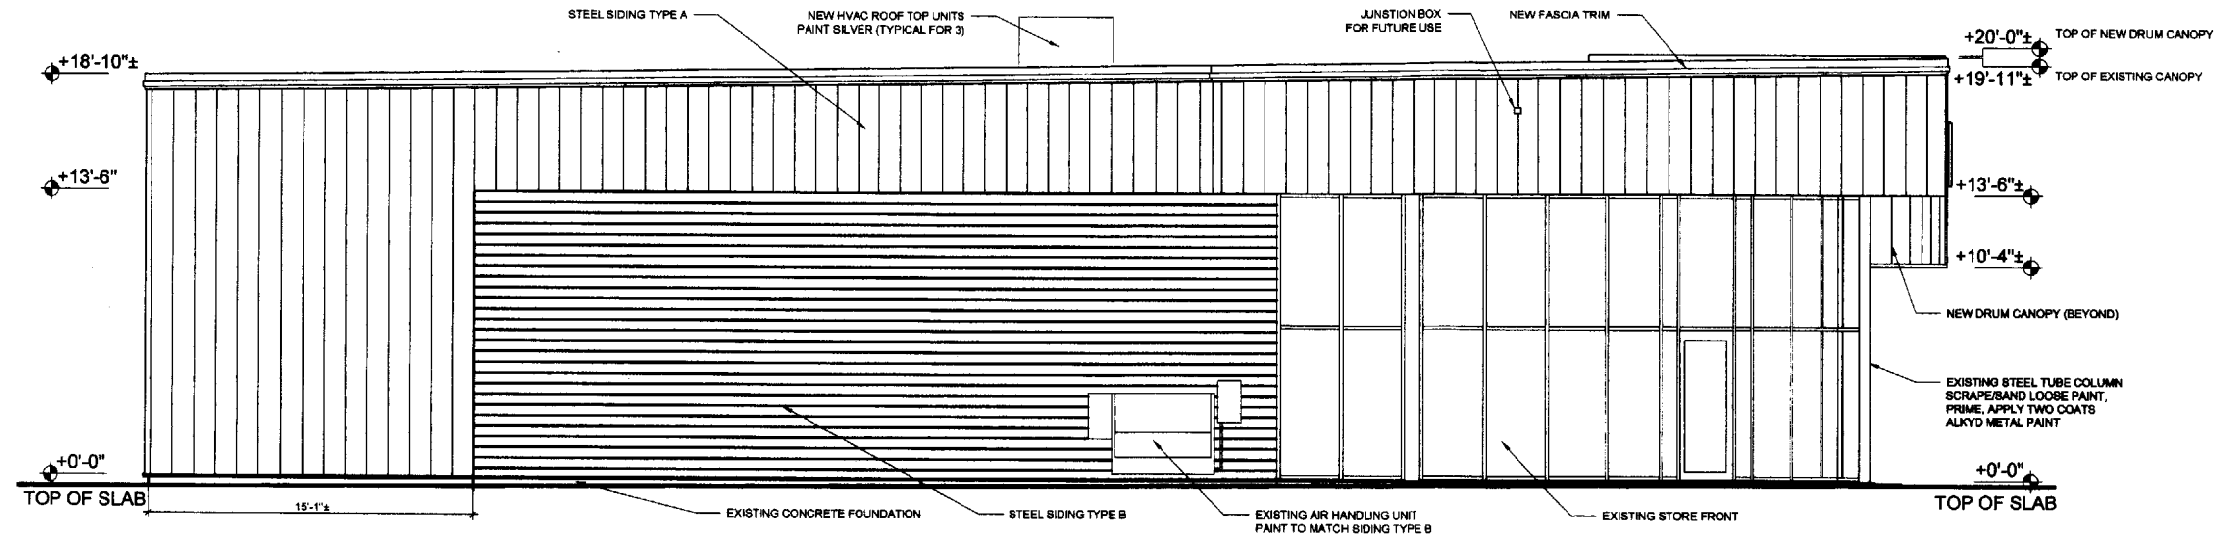 STEEL SIDING TYPE A
NEW HVAC ROOF TOP UNITS
PAINT SILVER (TYPICAL FOR 3)
JUNSTION BOX
FOR FUTURE USE
NEW FASCIA TRIM
+20'-0"±
TOP OF NEW DRUM CANOPY
+18'-10"±
+19'-11"±
TOP OF EXISTING CANOPY
+13'-6"
+13'-6"±
+10'-4"±
NEW DRUM CANOPY (BEYOND)
EXISTING STEEL TUBE COLUMN
SCRAPE/SAND LOOSE PAINT,
PRIME, APPLY TWO COATS
ALKYD METAL PAINT
+0'-0"
TOP OF SLAB
+0'-0"
TOP OF SLAB
15'-1"±
EXISTING CONCRETE FOUNDATION
STEEL SIDING TYPE B
EXISTING AIR HANDLING UNIT
PAINT TO MATCH SIDING TYPE B
EXISTING STORE FRONT